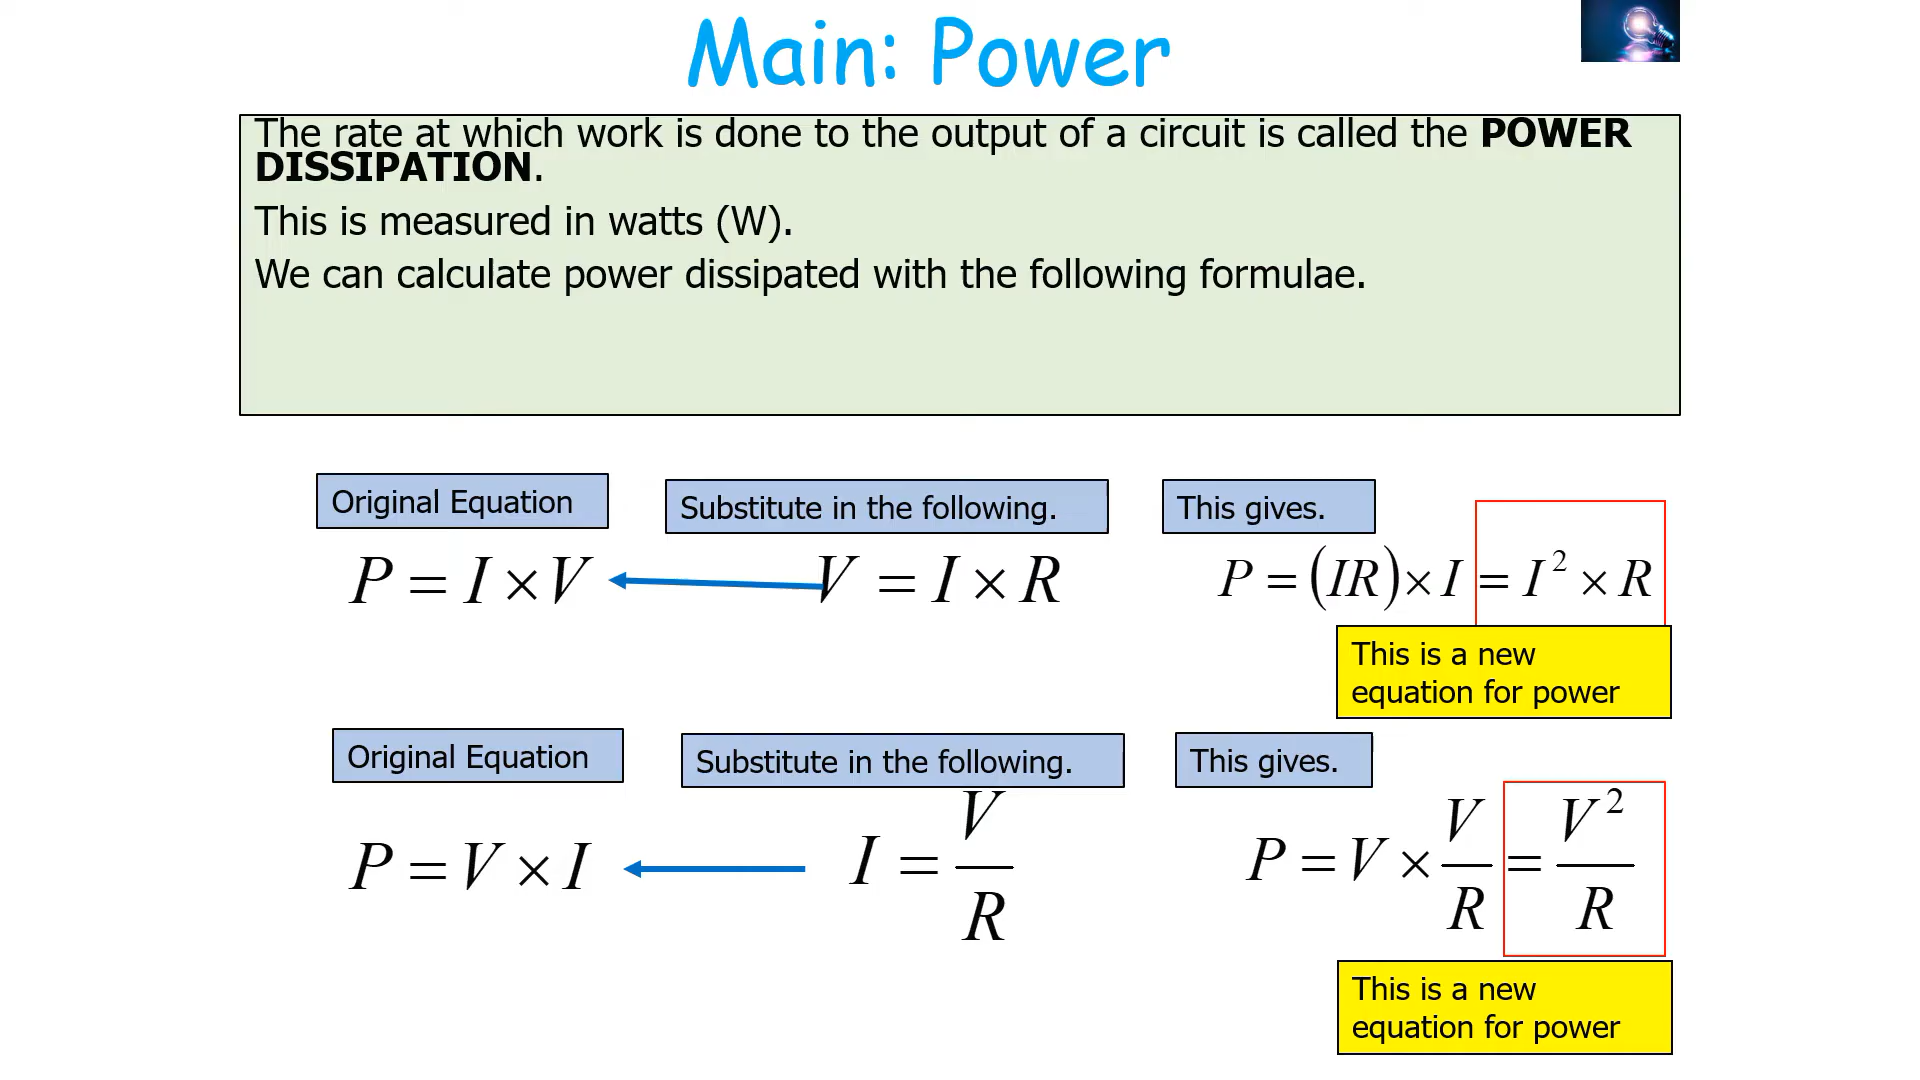 Main: Power
The rate at which work is done to the output of a circuit is called the POWER
DISSIPATION.
This is measured in watts (W).
We can calculate power dissipated with the following formulae.
Original Equation
Substitute in the following.
This gives.
P = I × V
V = I × R
P = (IR) × I = I² × R
This is a new
equation for power
Original Equation
Substitute in the following.
This gives.
P = V × I
I = V/R
P = V × V/R = V²/R
This is a new
equation for power